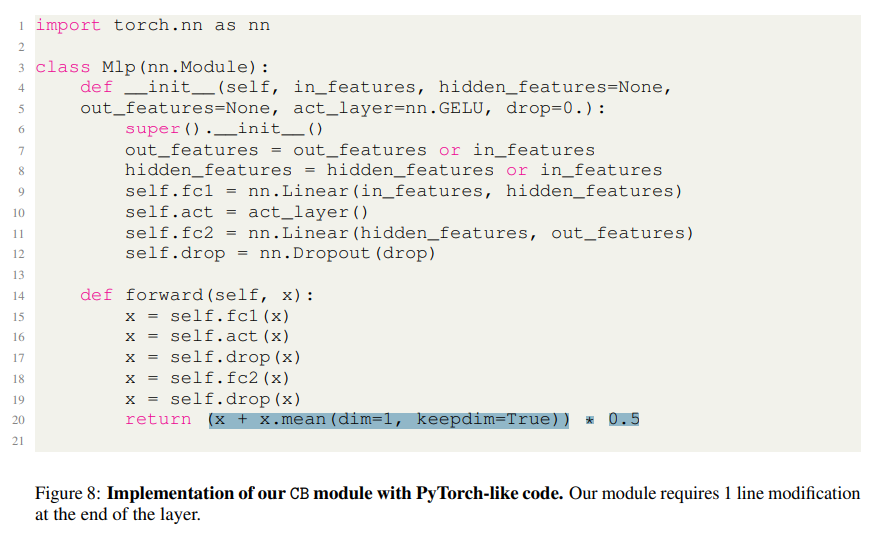 1 import torch.nn as nn
2
3 class Mlp(nn.Module):
4     def __init__(self, in_features, hidden_features=None,
5     out_features=None, act_layer=nn.GELU, drop=0.):
6         super().__init__()
7         out_features = out_features or in_features
8         hidden_features = hidden_features or in_features
9         self.fc1 = nn.Linear(in_features, hidden_features)
10         self.act = act_layer()
11         self.fc2 = nn.Linear(hidden_features, out_features)
12         self.drop = nn.Dropout(drop)
13
14     def forward(self, x):
15         x = self.fc1(x)
16         x = self.act(x)
17         x = self.drop(x)
18         x = self.fc2(x)
19         x = self.drop(x)
20         return (x + x.mean(dim=1, keepdim=True)) * 0.5
21
Figure 8: Implementation of our CB module with PyTorch-like code. Our module requires 1 line modification
at the end of the layer.